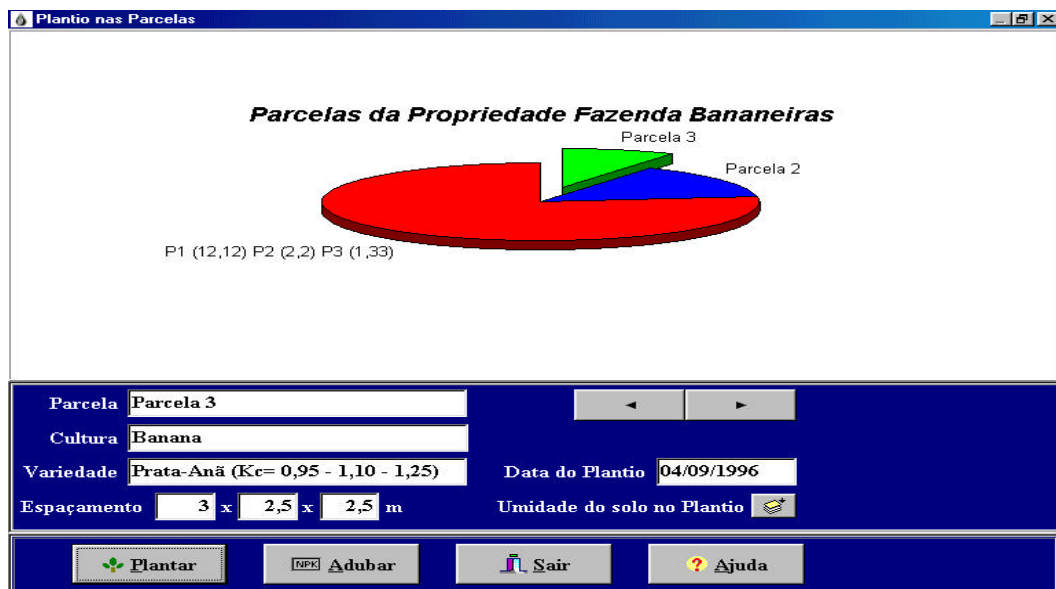 Plantio nas Parcelas
Parcelas da Propriedade Fazenda Bananeiras
Parcela 3
Parcela 2
P1 (12,12) P2 (2,2) P3 (1,33)
Parcela Parcela 3
Cultura Banana
Variedade Prata-Anã (Kc= 0,95 - 1,10 - 1,25) Data do Plantio 04/09/1996
Espaçamento 3 x 2,5 x 2,5 m Umidade do solo no Plantio
Plantar NPK Adubar Sair ? Ajuda